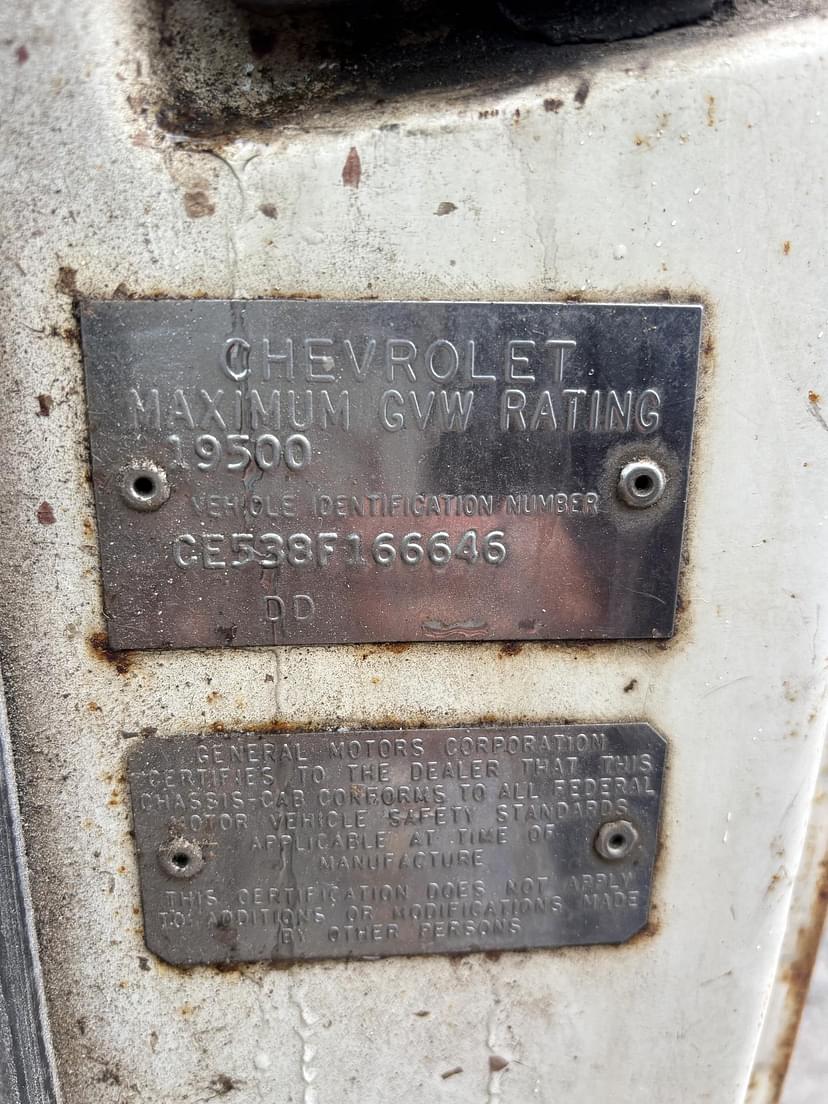 CHEVROLET
MAXIMUM GVW RATING
19500
VEHICLE IDENTIFICATION NUMBER
CE538F166646
DD
GENERAL MOTORS CORPORATION
CERTIFIES TO THE DEALER THAT THIS
CHASSIS-CAB CONFORMS TO ALL FEDERAL
MOTOR VEHICLE SAFETY STANDARDS
APPLICABLE AT TIME OF
MANUFACTURE
THIS CERTIFICATION DOES NOT APPLY
TO ADDITIONS OR MODIFICATIONS MADE
BY OTHER PERSONS